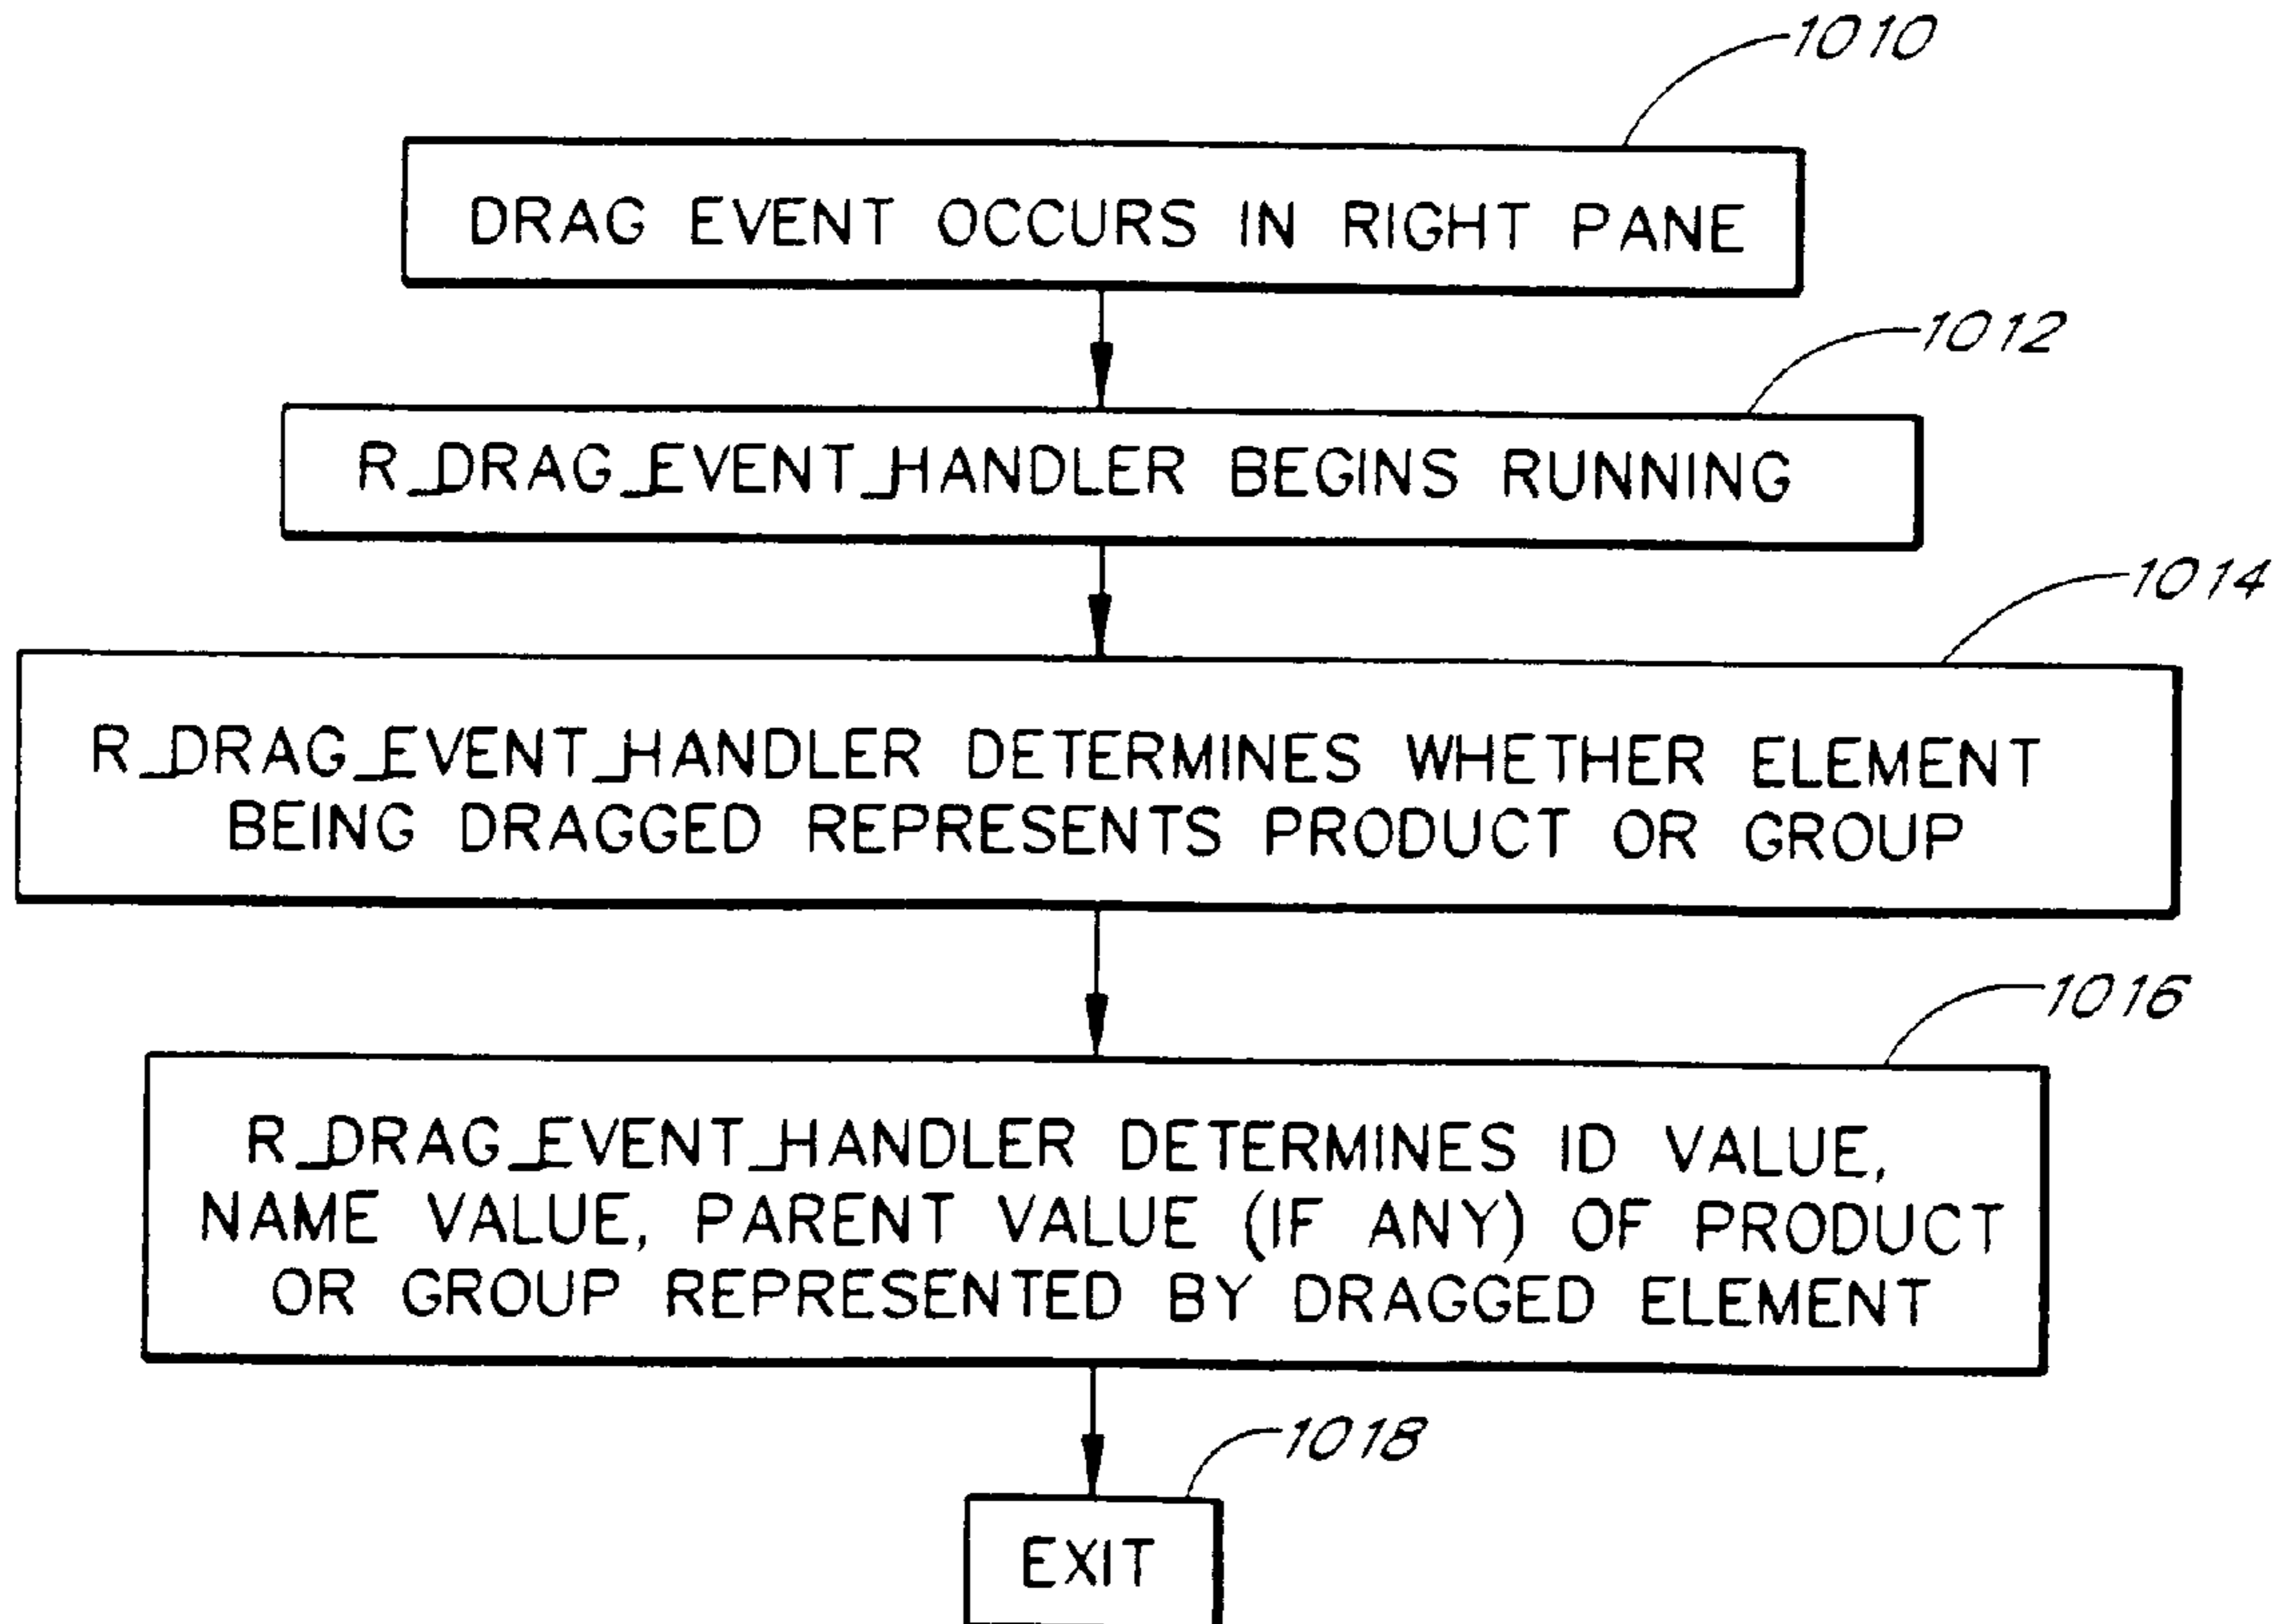 1010
DRAG EVENT OCCURS IN RIGHT PANE
1012
R_DRAG_EVENT_HANDLER BEGINS RUNNING
1014
R_DRAG_EVENT_HANDLER DETERMINES WHETHER ELEMENT
BEING DRAGGED REPRESENTS PRODUCT OR GROUP
1016
R_DRAG_EVENT_HANDLER DETERMINES ID VALUE,
NAME VALUE, PARENT VALUE (IF ANY) OF PRODUCT
OR GROUP REPRESENTED BY DRAGGED ELEMENT
1018
EXIT